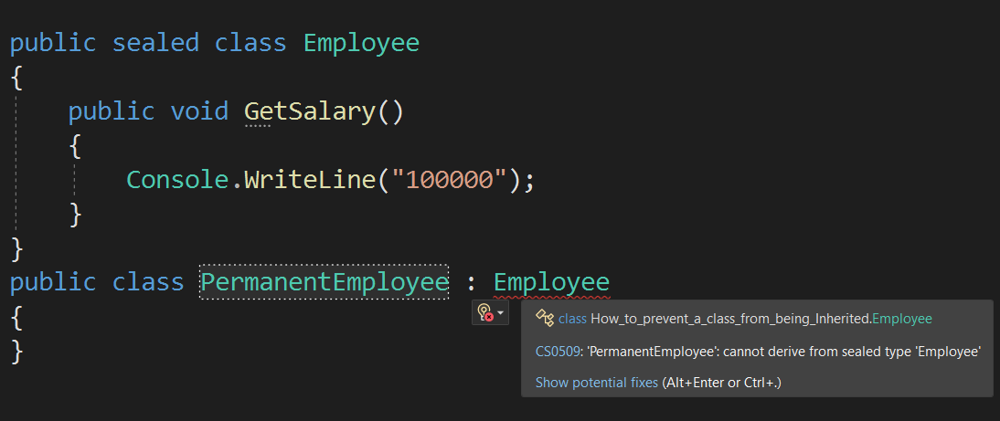 public sealed class Employee
{
public void GetSalary()
{
Console.WriteLine("100000");
}
}
public class PermanentEmployee : Employee
{
}
class How_to_prevent_a_class_from_being_Inherited.Employee
CS0509: 'PermanentEmployee': cannot derive from sealed type 'Employee'
Show potential fixes (Alt+Enter or Ctrl+.)